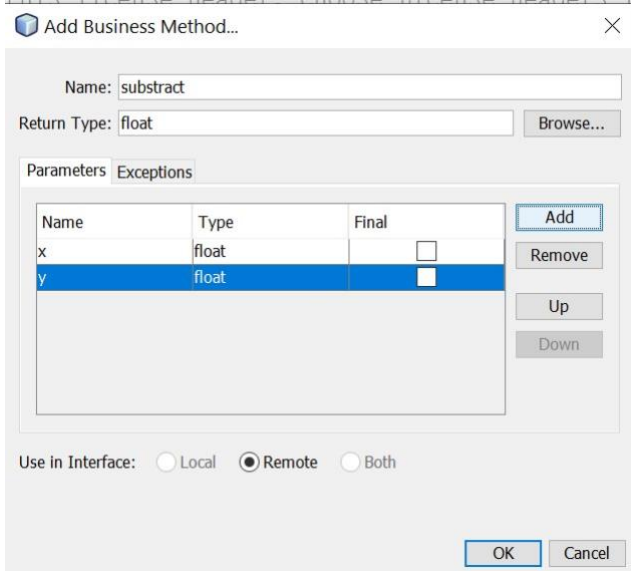 Add Business Method...
Name: substract
Return Type: float Browse...
Parameters Exceptions
Name Type Final Add
x float Remove
y float
Up
Down
Use in Interface: Local Remote Both
OK Cancel